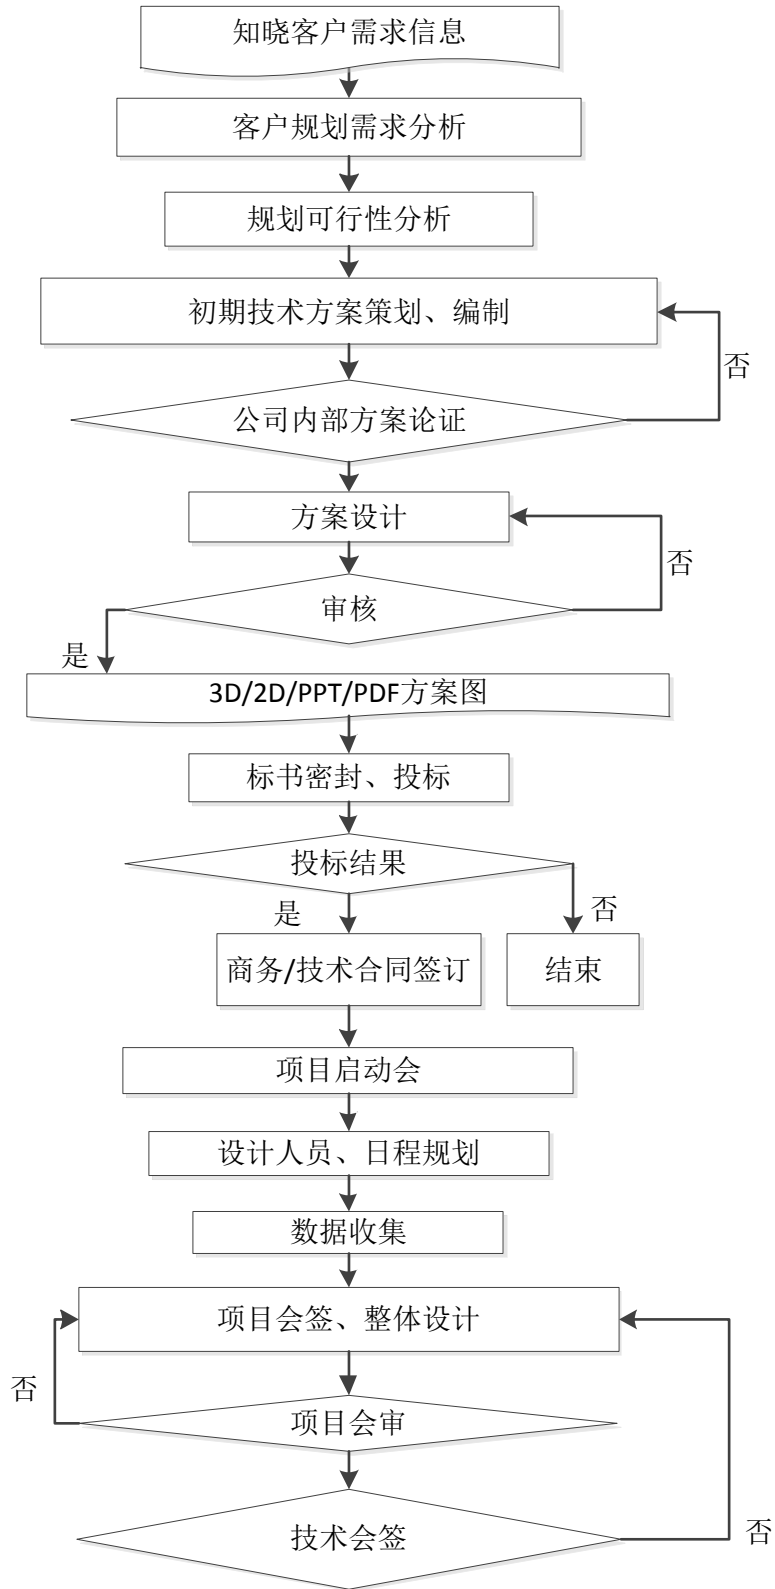 知晓客户需求信息
客户规划需求分析
规划可行性分析
初期技术方案策划、编制
否
公司内部方案论证
方案设计
否
审核
是
3D/2D/PPT/PDF方案图
标书密封、投标
投标结果
是
否
商务/技术合同签订
结束
项目启动会
设计人员、日程规划
数据收集
项目会签、整体设计
否
项目会审
技术会签
否